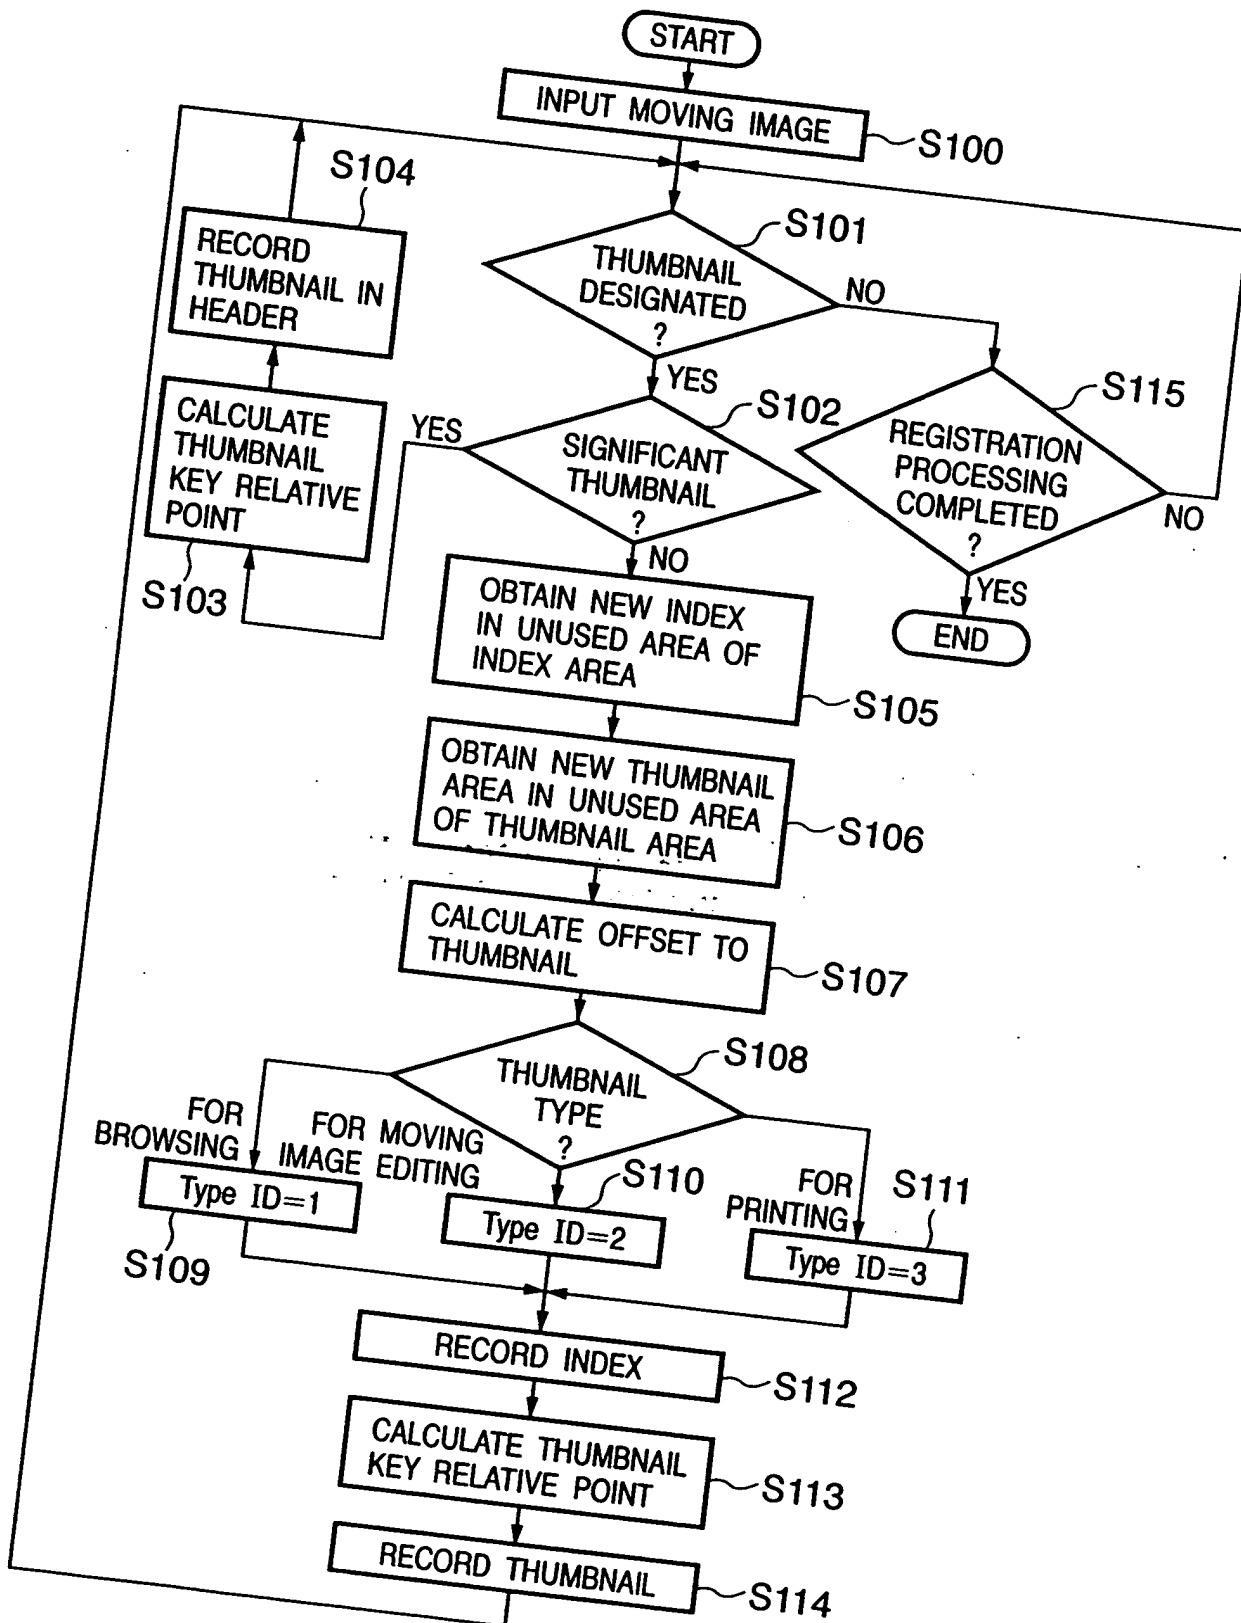 START
INPUT MOVING IMAGE
S100
S104
S101
RECORD
THUMBNAIL IN
HEADER
THUMBNAIL
DESIGNATED
?
NO
YES
S115
S102
CALCULATE
THUMBNAIL
KEY RELATIVE
POINT
YES
SIGNIFICANT
THUMBNAIL
?
REGISTRATION
PROCESSING
COMPLETED
?
NO
S103
NO
YES
END
OBTAIN NEW INDEX
IN UNUSED AREA OF
INDEX AREA
S105
OBTAIN NEW THUMBNAIL
AREA IN UNUSED AREA
OF THUMBNAIL AREA
S106
CALCULATE OFFSET TO
THUMBNAIL
S107
S108
THUMBNAIL
TYPE
?
FOR
BROWSING
FOR MOVING
IMAGE EDITING
FOR
PRINTING
S110
S111
Type ID=1
Type ID=2
Type ID=3
S109
RECORD INDEX
S112
CALCULATE THUMBNAIL
KEY RELATIVE POINT
S113
RECORD THUMBNAIL
S114